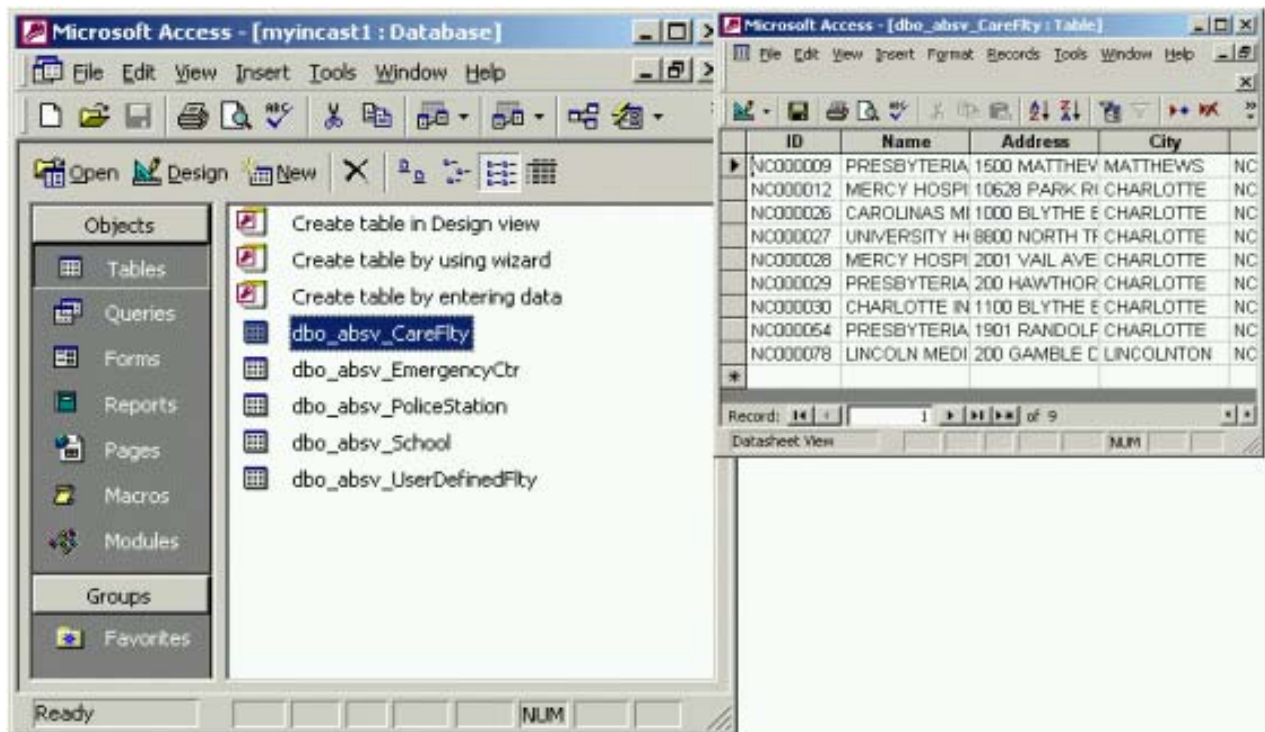 Microsoft Access - [myincast1 : Database]
File Edit View Insert Tools Window Help
Open Design New
Objects
Tables
Queries
Forms
Reports
Pages
Macros
Modules
Groups
Favorites
Create table in Design view
Create table by using wizard
Create table by entering data
dbo_absv_CareFlty
dbo_absv_EmergencyCtr
dbo_absv_PoliceStation
dbo_absv_School
dbo_absv_UserDefinedFlty
Ready NUM
Microsoft Access - [dbo_absv_CareFlty : Table]
File Edit View Insert Format Records Tools Window Help
ID Name Address City
NC000009 PRESBYTERIA 1500 MATTHEW MATTHEWS NC
NC000012 MERCY HOSPI 10628 PARK RI CHARLOTTE NC
NC000026 CAROLINAS ME 1000 BLYTHE CHARLOTTE NC
NC000027 UNIVERSITY 8800 NORTH CHARLOTTE NC
NC000028 MERCY HOSPI 2001 VAIL AVE CHARLOTTE NC
NC000029 PRESBYTERIA 200 HAWTHOR CHARLOTTE NC
NC000030 CHARLOTTE IN 1100 BLYTHE CHARLOTTE NC
NC000054 PRESBYTERIA 1901 RANDOLF CHARLOTTE NC
NC000078 LINCOLN MEDI 200 GAMBLE LINCOLNTON NC
Record: 1 of 9
Datasheet View NUM